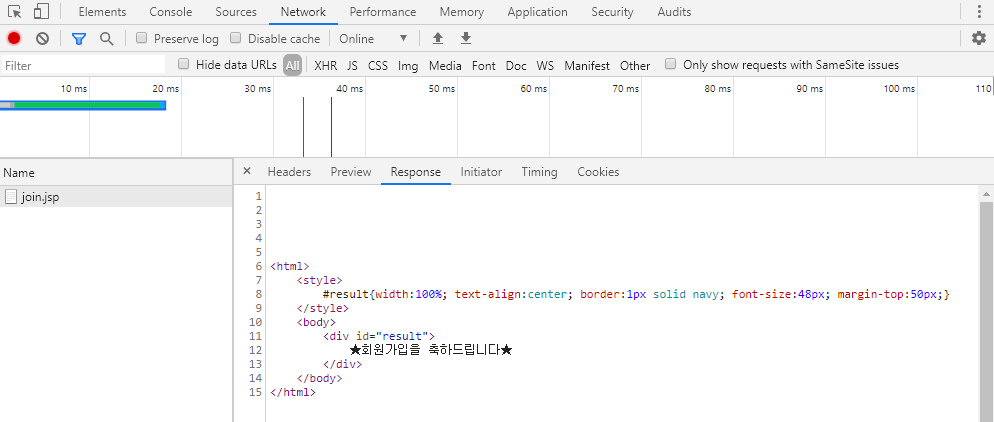 Elements Console Sources Network Performance Memory Application Security Audits
Preserve log Disable cache Online
Filter Hide data URLs All XHR JS CSS Img Media Font Doc WS Manifest Other Only show requests with SameSite issues
10 ms 20 ms 30 ms 40 ms 50 ms 60 ms 70 ms 80 ms 90 ms 100 ms 110
Name × Headers Preview Response Initiator Timing Cookies
join.jsp
1
2
3
4
5
6 <html>
7 <style>
8 #result{width:100%; text-align:center; border:1px solid navy; font-size:48px; margin-top:50px;}
9 </style>
10 <body>
11 <div id="result">
12 ★회원가입을 축하드립니다★
13 </div>
14 </body>
15 </html>